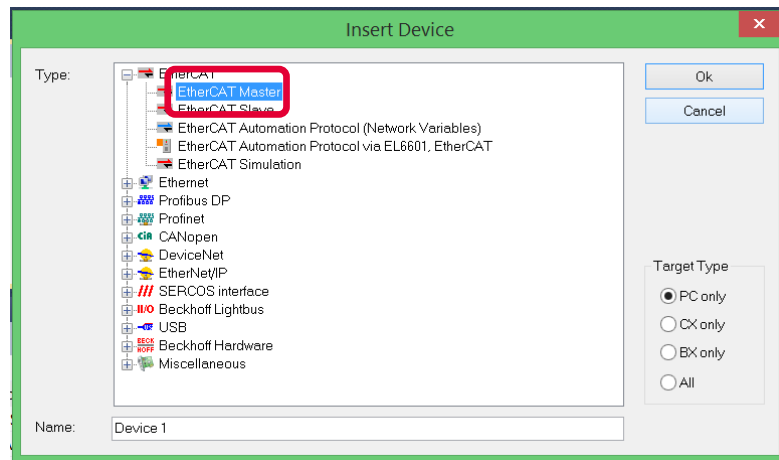 Insert Device
Type:
EtherCAT
EtherCAT Master
EtherCAT Slave
EtherCAT Automation Protocol (Network Variables)
EtherCAT Automation Protocol via EL6601, EtherCAT
EtherCAT Simulation
Ethernet
Profibus DP
Profinet
CiA CANopen
DeviceNet
EtherNet/IP
SERCOS interface
II/O Beckhoff Lightbus
USB
BECKHOFF Beckhoff Hardware
Miscellaneous
Ok
Cancel
Target Type
PC only
CX only
BX only
All
Name:
Device 1